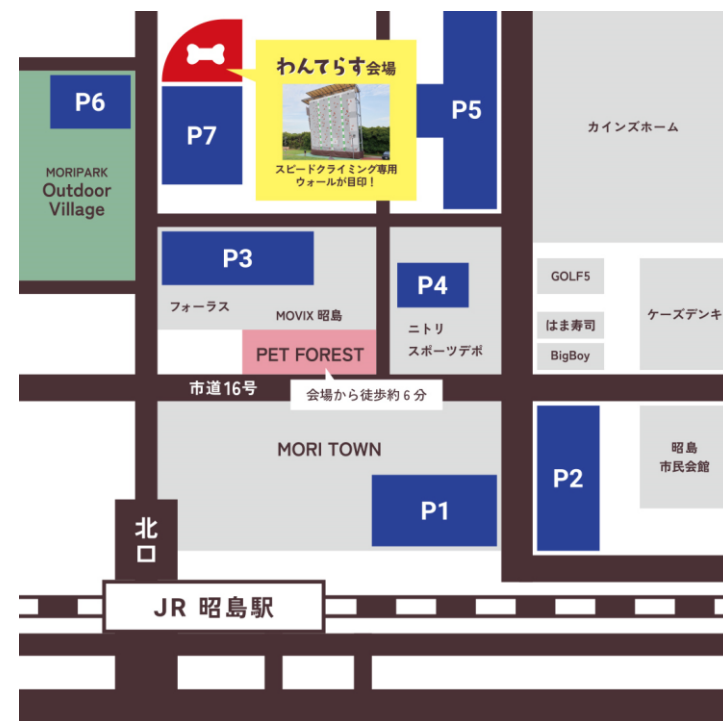 わんてらす会場
スピードクライミング専用
ウォールが目印！
P6
MORIPARK
Outdoor
Village
P7
P5
カインズホーム
P3
フォーラス
MOVIX 昭島
PET FOREST
P4
ニトリ
スポーツデポ
GOLF5
はま寿司
BigBoy
ケーズデンキ
市道16号
会場から徒歩約6分
MORI TOWN
P1
P2
昭島
市民会館
北口
JR 昭島駅